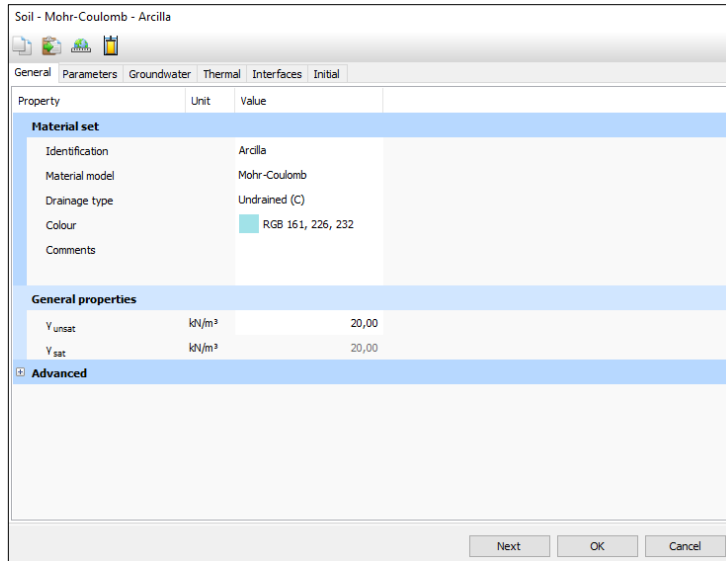 Soil - Mohr-Coulomb - Arcilla
General Parameters Groundwater Thermal Interfaces Initial
Property Unit Value
Material set
Identification Arcilla
Material model Mohr-Coulomb
Drainage type Undrained (C)
Colour RGB 161, 226, 232
Comments
General properties
γ unsat kN/m³ 20,00
γ sat kN/m³ 20,00
Advanced
Next OK Cancel